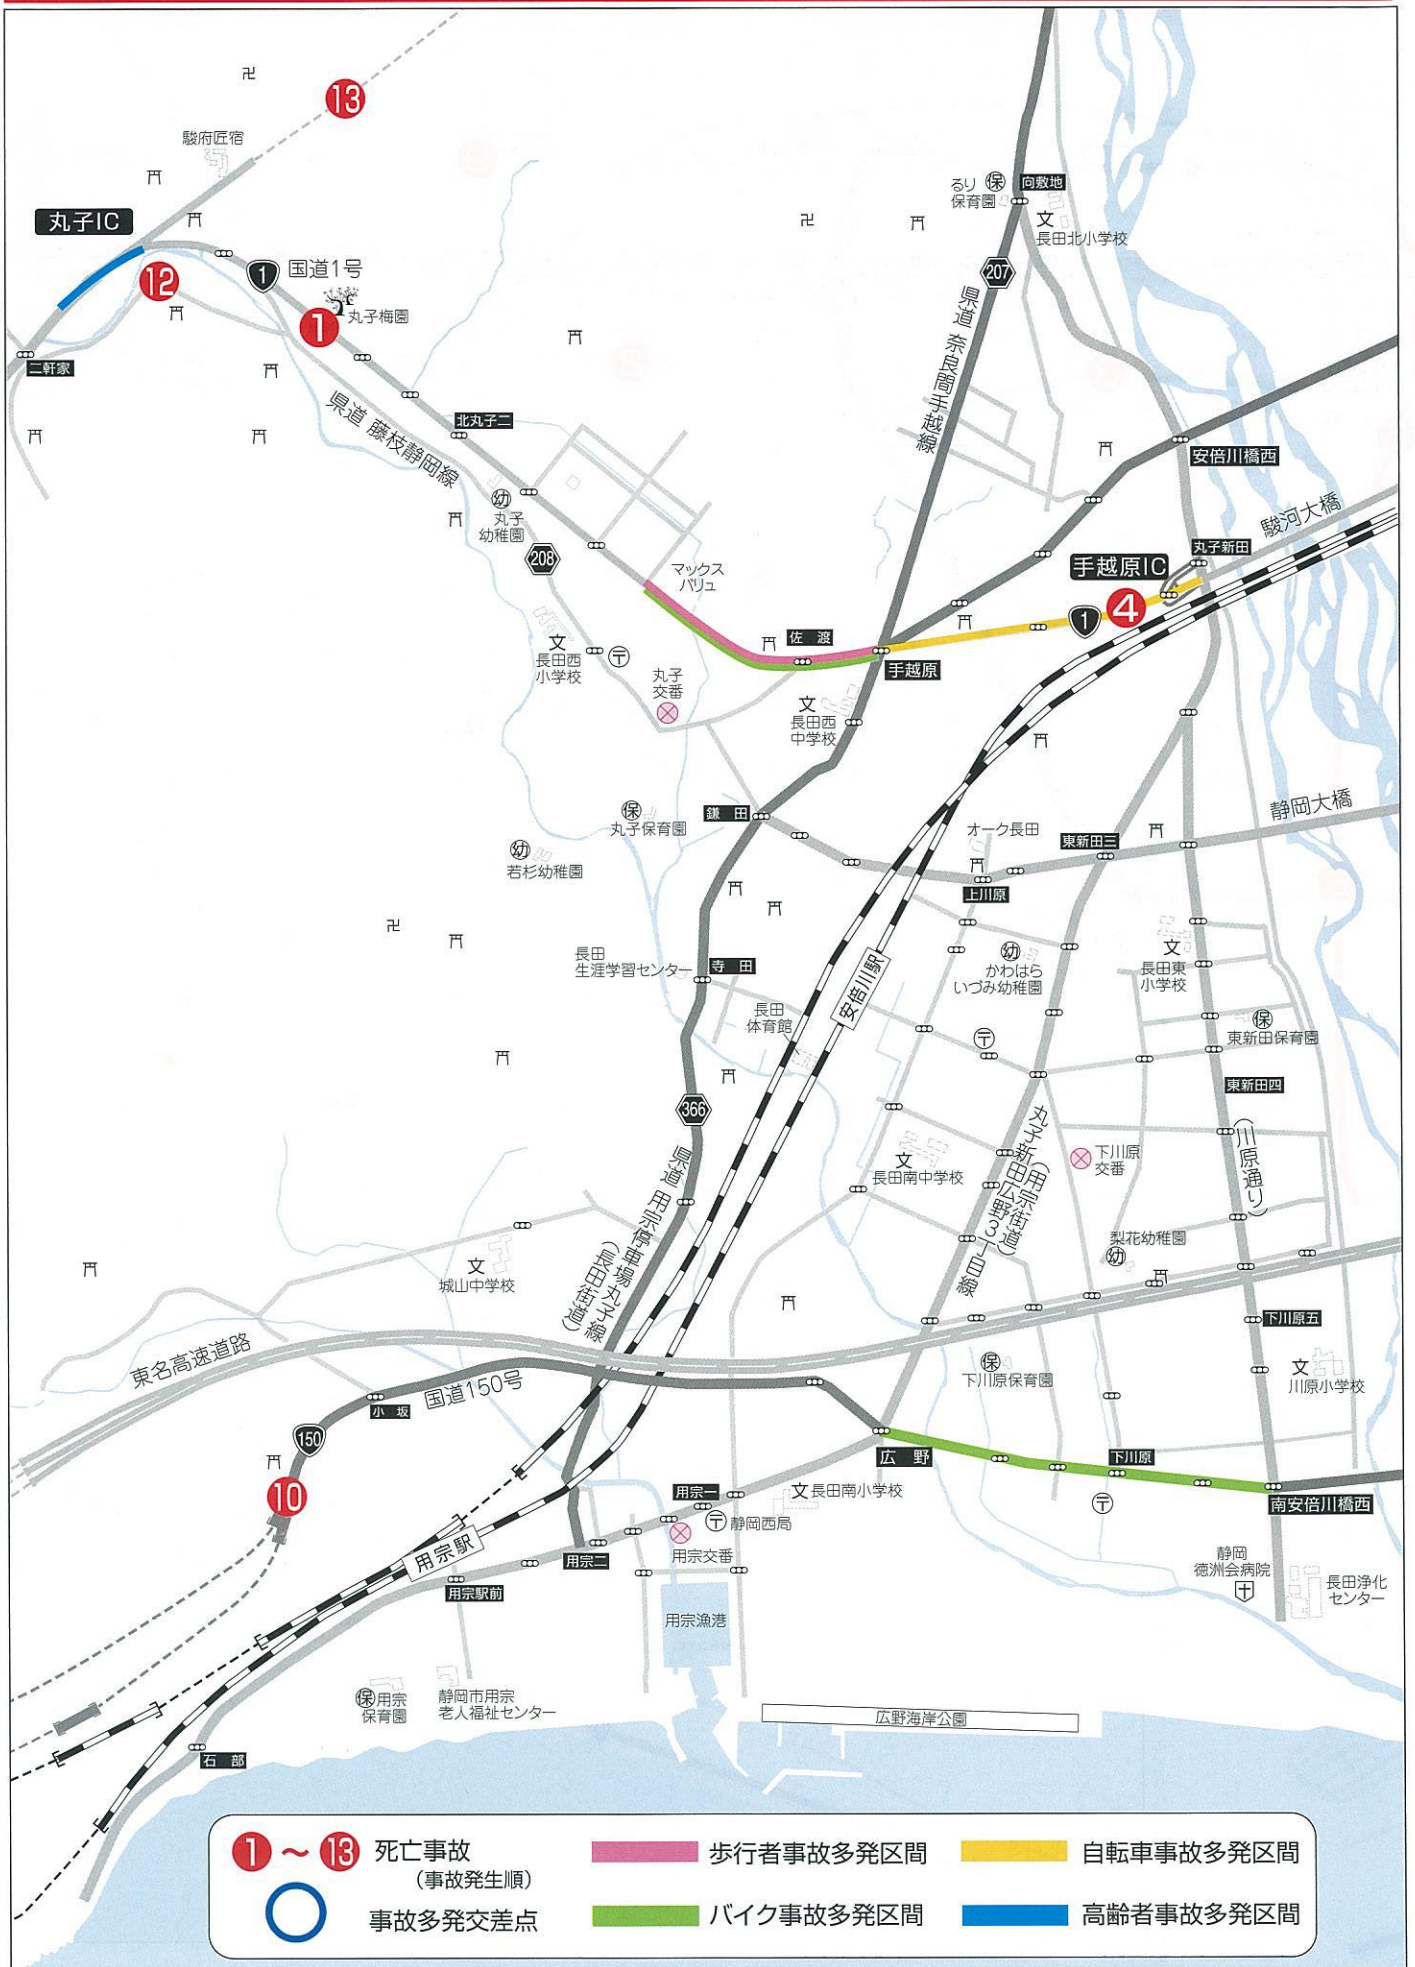 13
駿府匠宿
丸子IC
12
1
国道1号
1
丸子梅園
二軒家
北丸子二
県道 藤枝静岡線
幼
丸子
幼稚園
208
マックス
バリュ
文
長田西
小学校
丸子
交番
るり
保育園
保
向敷地
文
長田北小学校
207
県道 奈良間手越線
安倍川橋西
駿河大橋
丸子新田
手越原IC
4
1
佐 渡
手越原
文
長田西
中学校
静岡大橋
保
丸子保育園
鎌 田
オーク長田
東新田三
幼
若杉幼稚園
上川原
長田
生涯学習センター
寺 田
安倍川駅
幼
かわはら
いづみ幼稚園
文
長田東
小学校
長田
体育館
保
東新田保育園
東新田四
366
県道 用宗停車場丸子線
(長田街道)
文
長田南中学校
丸子新田広野3丁目線
(用宗街道)
下川原
交番
(川原通り)
梨花幼稚園
幼
文
城山中学校
東名高速道路
国道150号
小 坂
150
10
下川原五
保
下川原保育園
文
川原小学校
広 野
下川原
南安倍川橋西
用宗一
文 長田南小学校
静岡西局
用宗交番
用宗駅
用宗二
用宗駅前
用宗漁港
静岡
徳洲会病院
長田浄化
センター
保
用宗
保育園
静岡市用宗
老人福祉センター
広野海岸公園
石 部
1 ～ 13 死亡事故
(事故発生順)
歩行者事故多発区間
自転車事故多発区間
事故多発交差点
バイク事故多発区間
高齢者事故多発区間